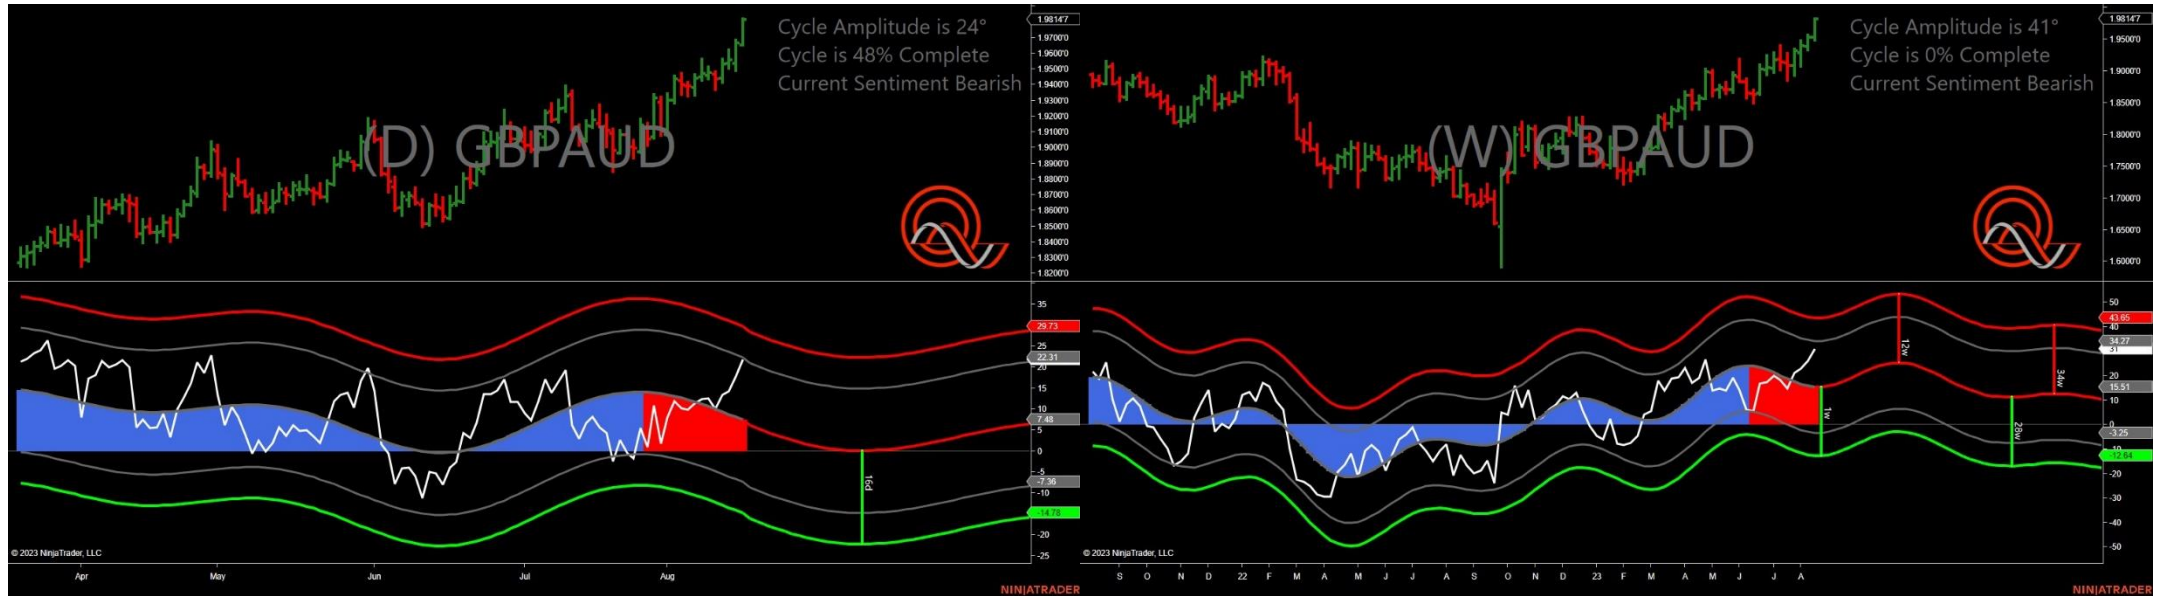 Cycle Amplitude is 24°
Cycle is 48% Complete
Current Sentiment Bearish
(D) GBPAUD
1.9814'7
1.9700'0
1.9500'0
1.9400'0
1.9300'0
1.9200'0
1.9100'0
1.9000'0
1.8900'0
1.8800'0
1.8700'0
1.8600'0
1.8500'0
1.8400'0
1.8300'0
1.8200'0
35
29.73
25
22.31
20
15
10
7.48
5
0
-5
-7.36
-10
-14.78
-20
-25
16d
© 2023 NinjaTrader, LLC
Apr May Jun Jul Aug
NINJATRADER
Cycle Amplitude is 41°
Cycle is 0% Complete
Current Sentiment Bearish
(W) GBPAUD
1.9814'7
1.9500'0
1.9000'0
1.8500'0
1.8000'0
1.7500'0
1.7000'0
1.6500'0
1.6000'0
50
43.65
40
34.27
31
20
15.51
10
0
-3.25
-12.64
-20
-30
-40
-50
12w
34w
1w
28w
© 2023 NinjaTrader, LLC
S O N D 22 F M A M J J A S O N D 23 F M A M J J A
NINJATRADER